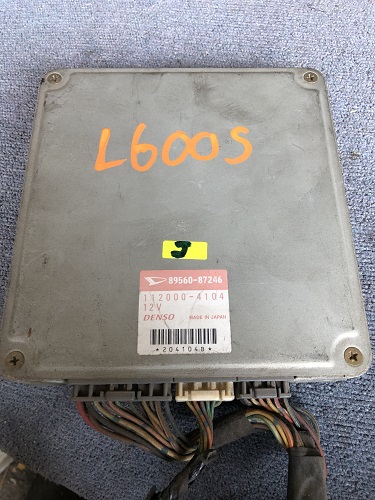 L600S
J
89560-87246
112000-4104
12V
DENSO MADE IN JAPAN
*2041048*